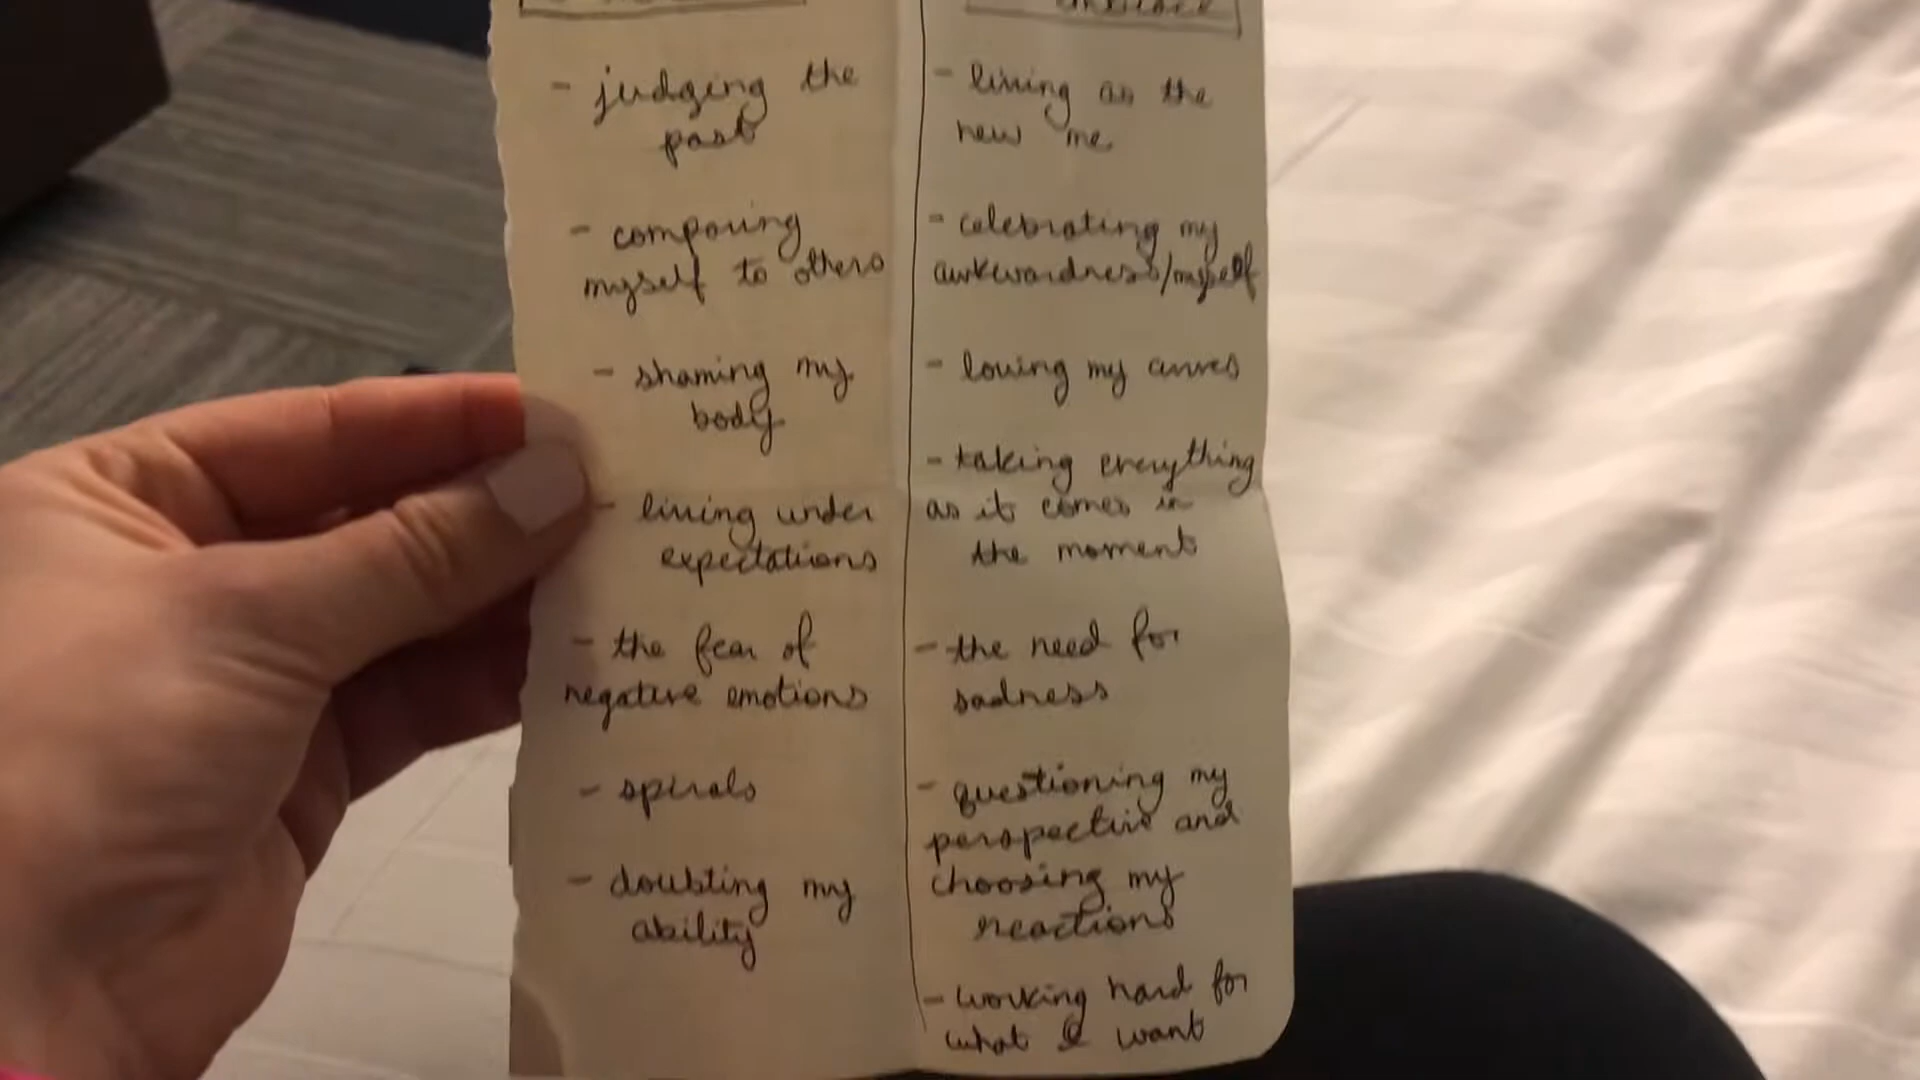 - judging the
past
- comparing
myself to others
- shaming my
body
- living under
expectations
- the fear of
negative emotions
- spirals
- doubting my
ability
- living as the
new me
- celebrating my
awkwardness/myself
- loving my curves
- taking everything
as it comes in
the moment
- the need for
sadness
- questioning my
perspective and
choosing my
reactions
- working hard for
what I want